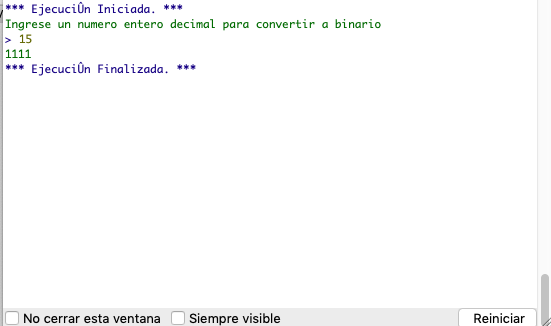 *** EjecuciÛn Iniciada. ***
Ingrese un numero entero decimal para convertir a binario
> 15
1111
*** EjecuciÛn Finalizada. ***
No cerrar esta ventana
Siempre visible
Reiniciar